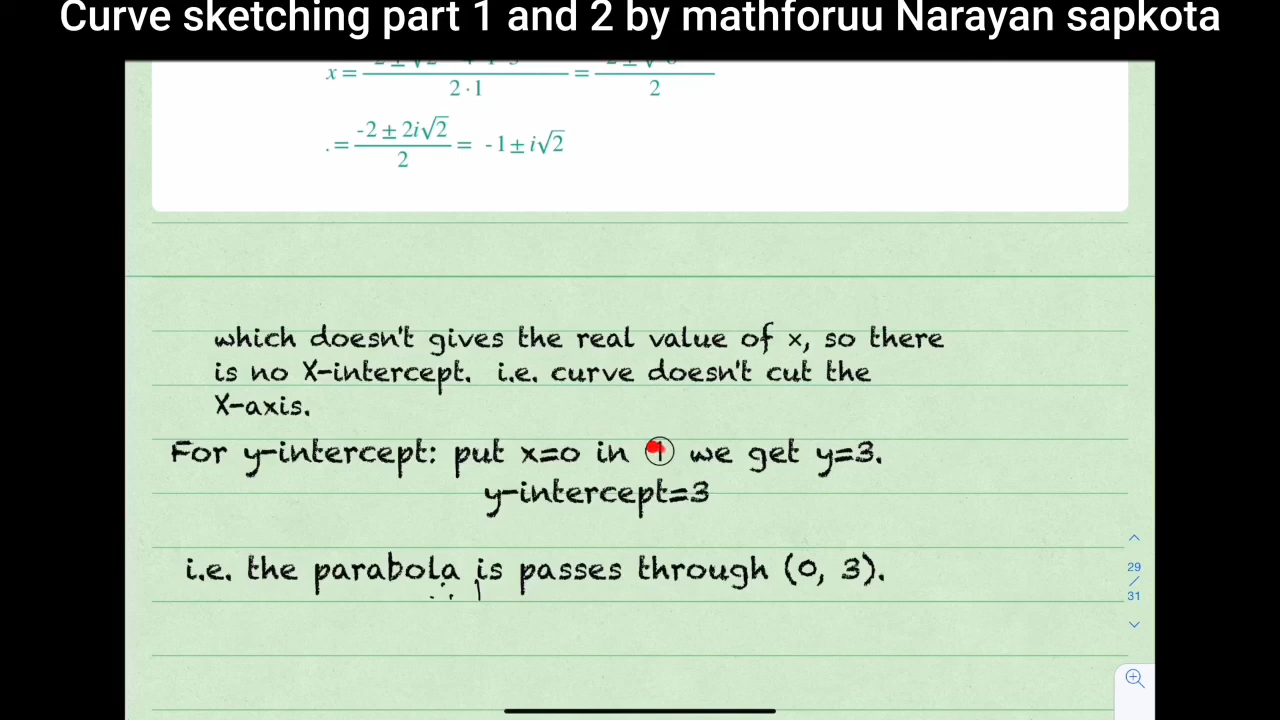 Curve sketching part 1 and 2 by mathforuu Narayan sapkota
x = / 2·1 = / 2
. = -2 ± 2i√2 / 2 = -1 ± i√2
which doesn't gives the real value of x, so there
is no X-intercept. i.e. curve doesn't cut the
X-axis.
For y-intercept: put x=0 in ① we get y=3.
y-intercept=3
i.e. the parabola is passes through (0, 3).
29
/
31